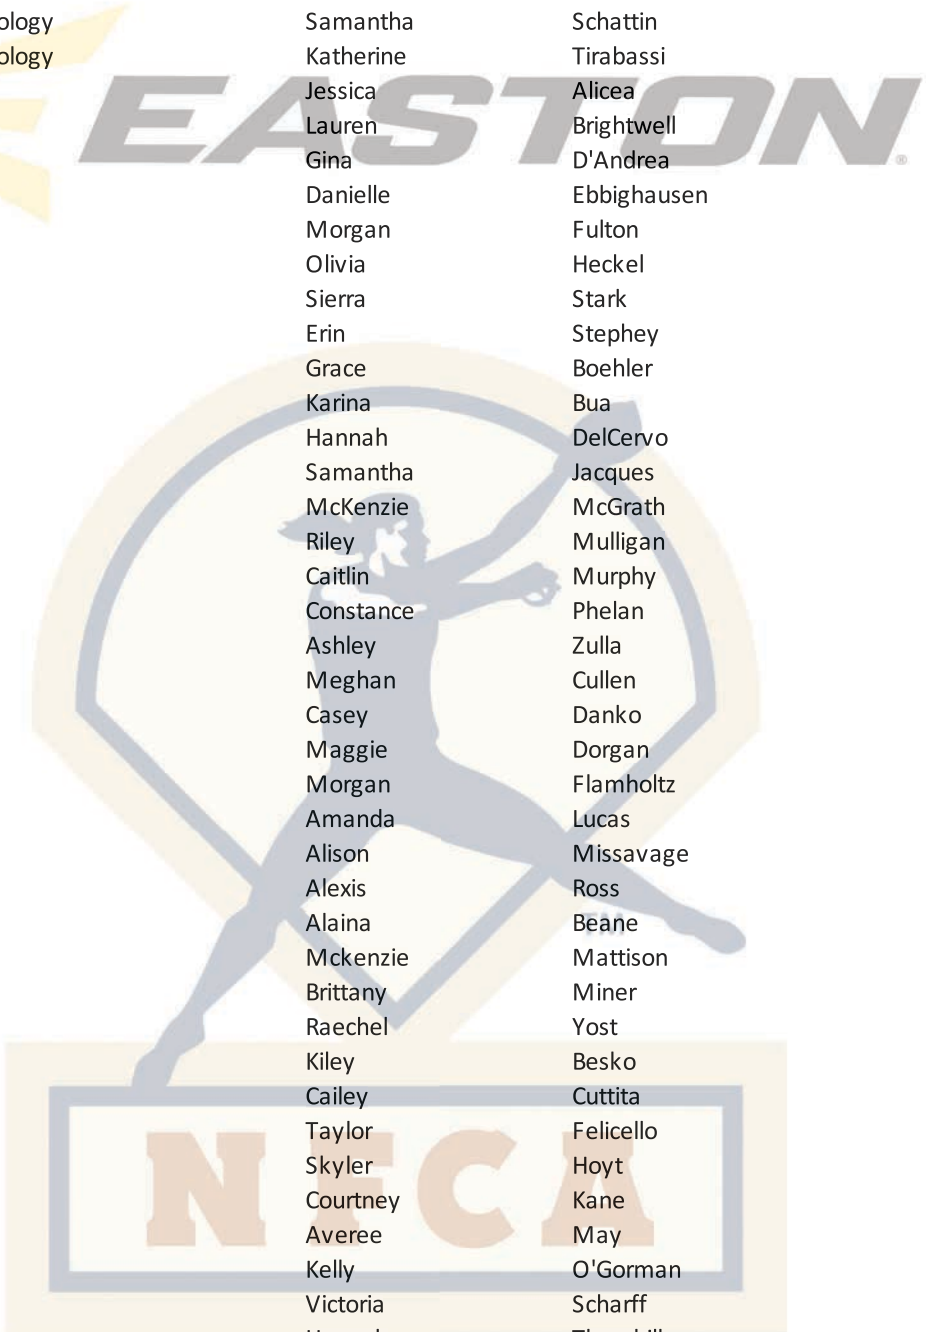 ology Samantha Schattin
ology Katherine Tirabassi
EASTON®
Jessica Alicea
Lauren Brightwell
Gina D'Andrea
Danielle Ebbighausen
Morgan Fulton
Olivia Heckel
Sierra Stark
Erin Stephey
Grace Boehler
Karina Bua
Hannah DelCervo
Samantha Jacques
McKenzie McGrath
Riley Mulligan
Caitlin Murphy
Constance Phelan
Ashley Zulla
Meghan Cullen
Casey Danko
Maggie Dorgan
Morgan Flamholtz
Amanda Lucas
Alison Missavage
Alexis Ross
Alaina Beane
TM
Mckenzie Mattison
Brittany Miner
Raechel Yost
Kiley Besko
Cailey Cuttita
Taylor Felicello
Skyler Hoyt
NFCA
Courtney Kane
Averee May
Kelly O'Gorman
Victoria Scharff